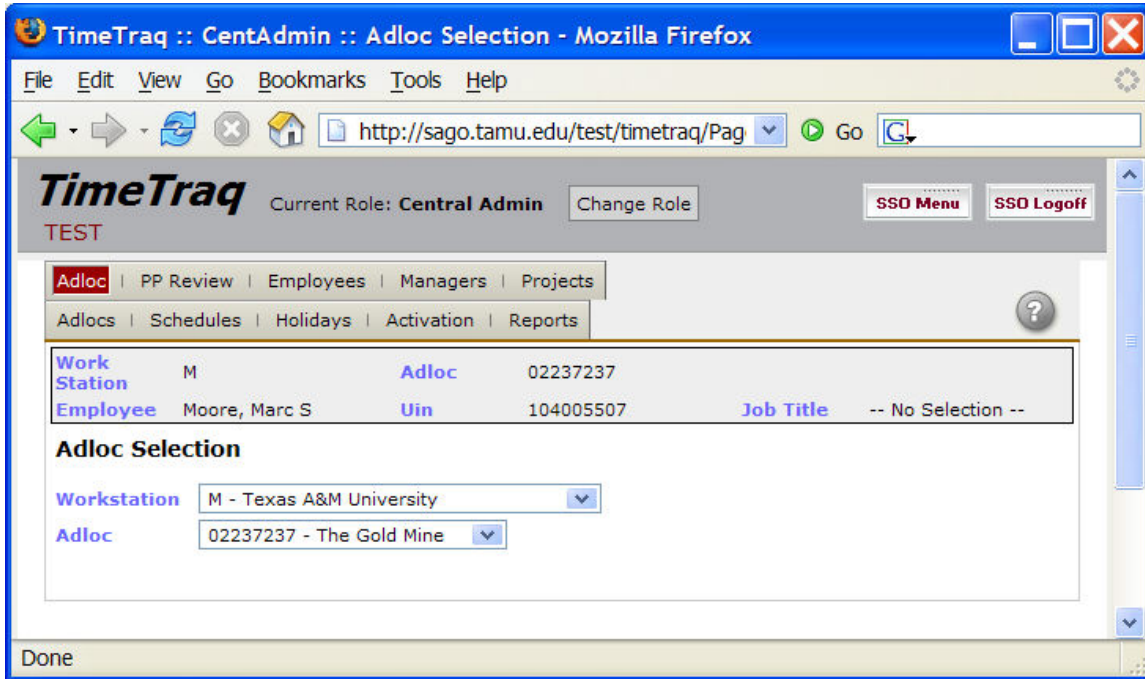 TimeTraq :: CentAdmin :: Adloc Selection - Mozilla Firefox
File Edit View Go Bookmarks Tools Help
http://sago.tamu.edu/test/timetraq/Pag Go G
TimeTraq Current Role: Central Admin Change Role SSO Menu SSO Logoff
TEST
Adloc | PP Review | Employees | Managers | Projects
Adlocs | Schedules | Holidays | Activation | Reports ?
Work Station M Adloc 02237237
Employee Moore, Marc S Uin 104005507 Job Title -- No Selection --
Adloc Selection
Workstation M - Texas A&M University
Adloc 02237237 - The Gold Mine
Done